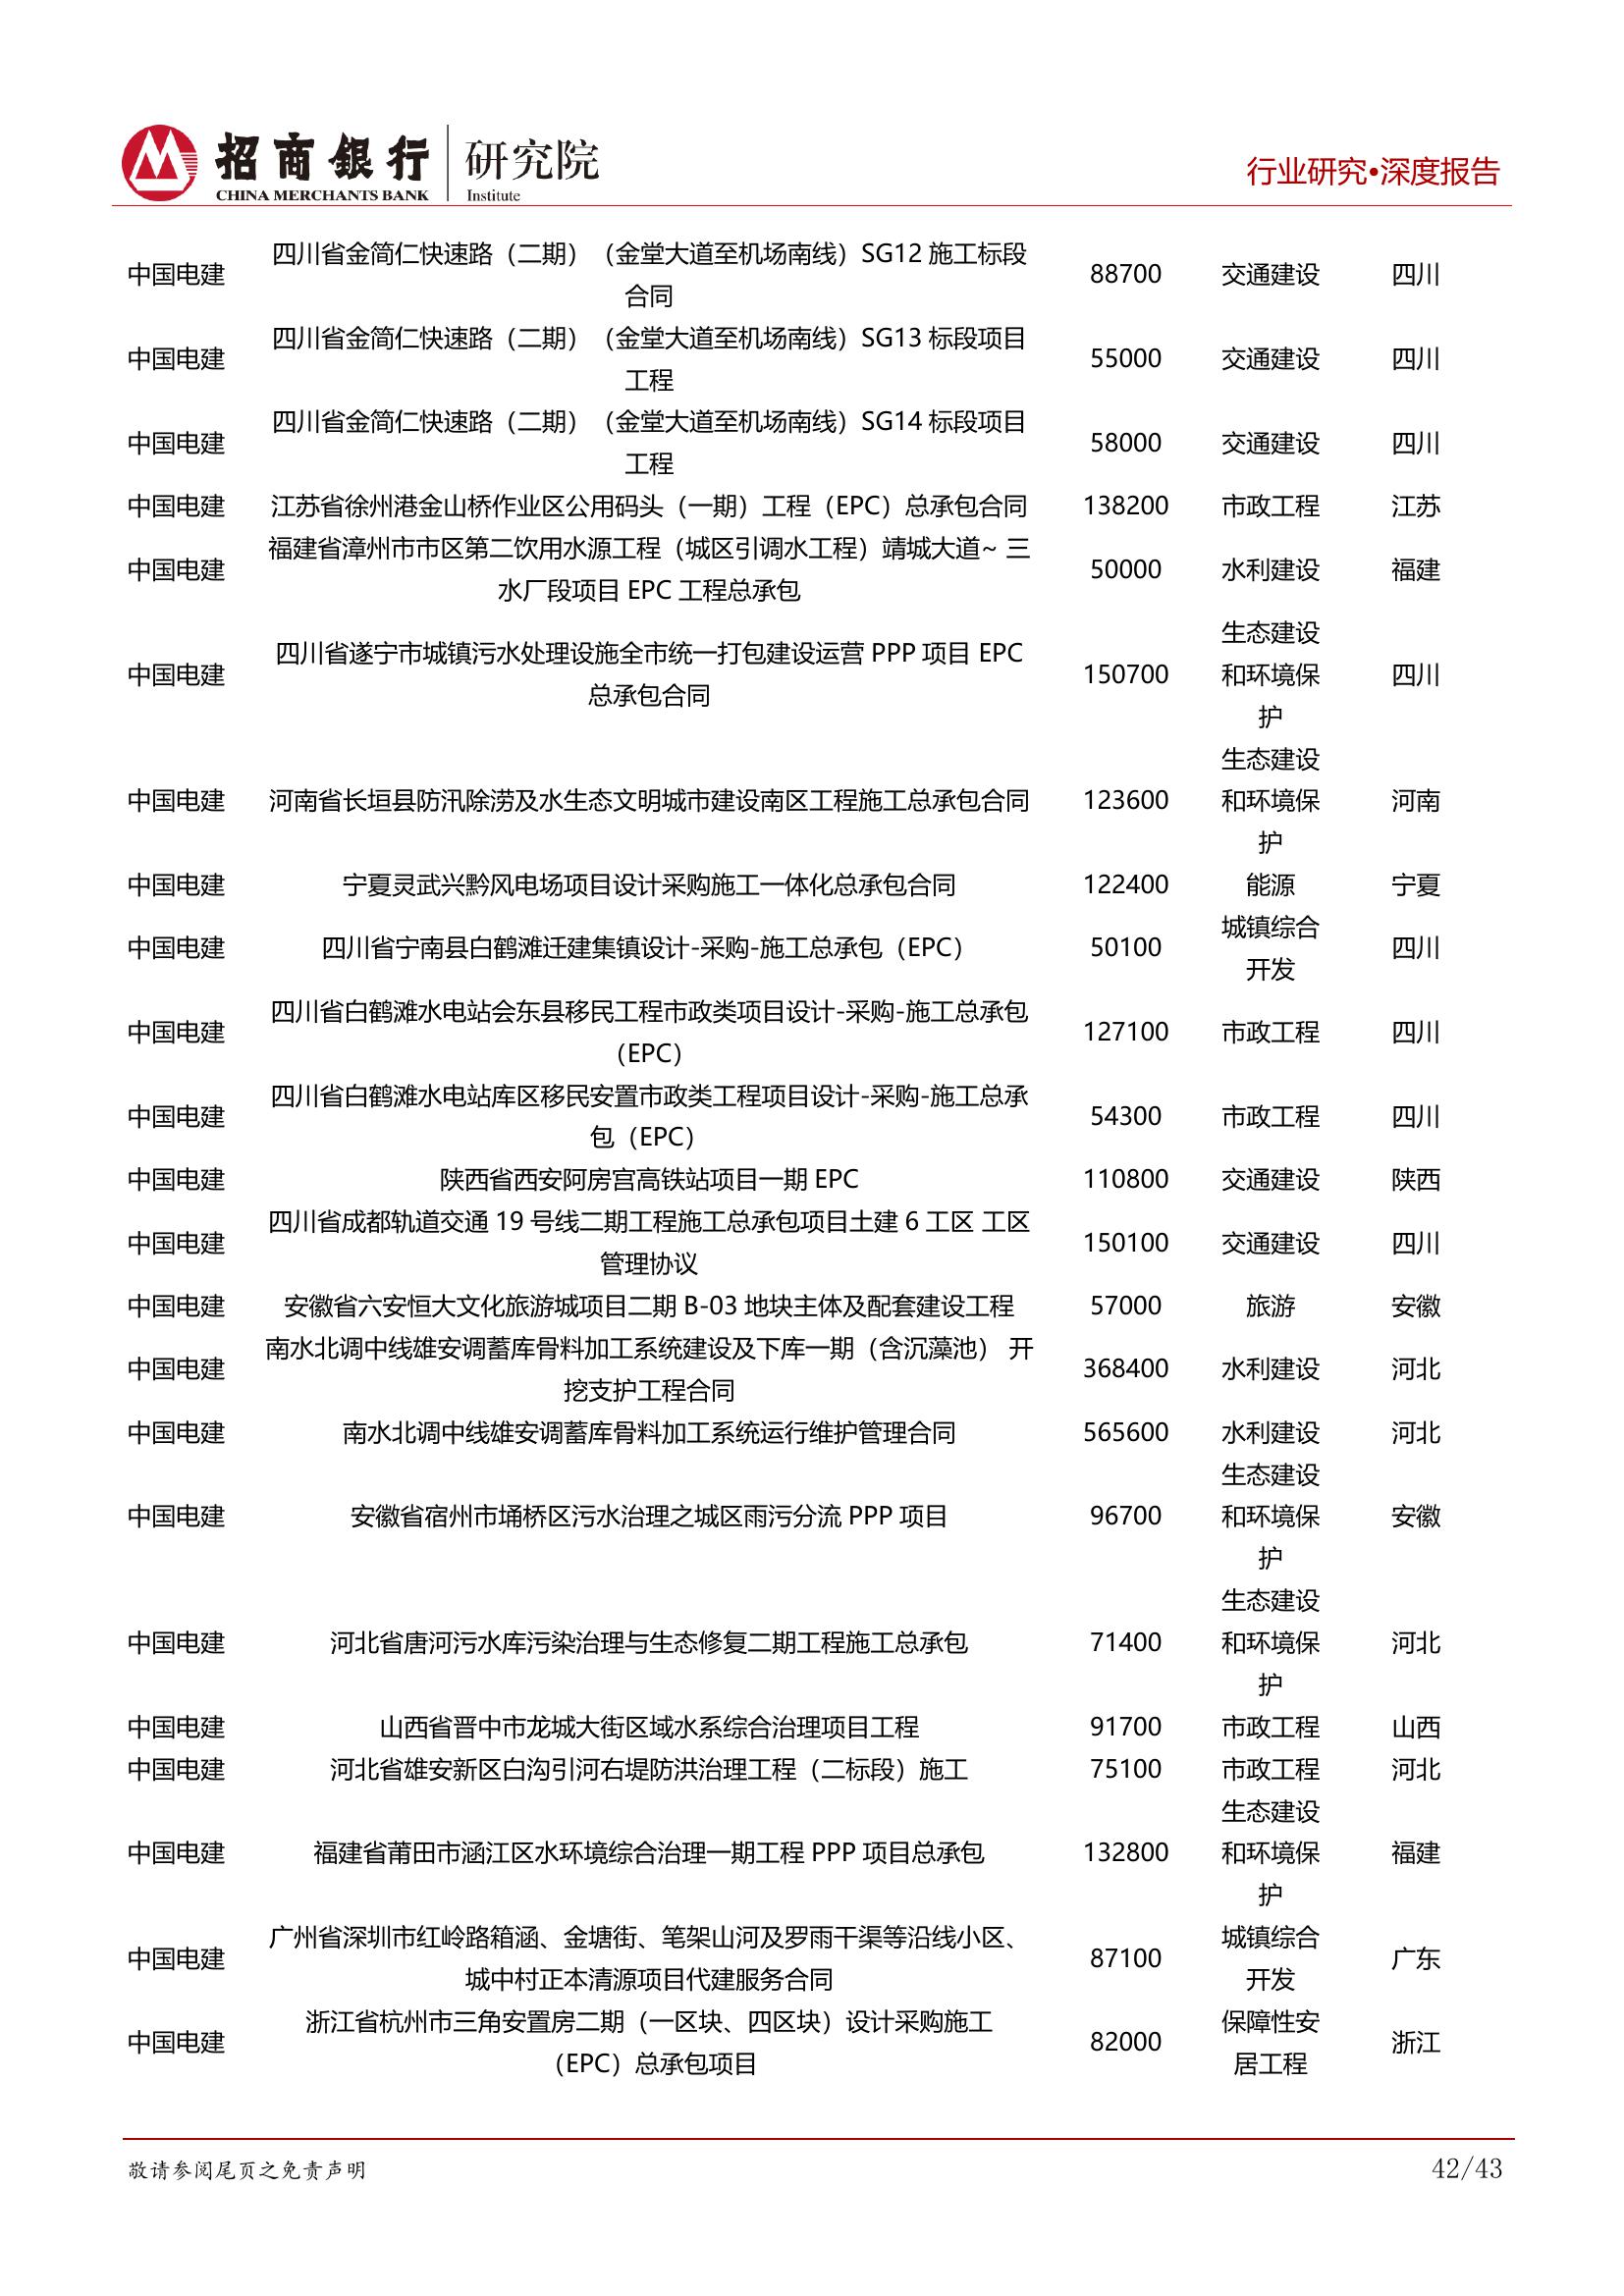 招商銀行 研究院
CHINA MERCHANTS BANK Institute
行业研究•深度报告
中国电建 四川省金简仁快速路（二期）（金堂大道至机场南线）SG12 施工标段 88700 交通建设 四川
合同
中国电建 四川省金简仁快速路（二期）（金堂大道至机场南线）SG13 标段项目 55000 交通建设 四川
工程
中国电建 四川省金简仁快速路（二期）（金堂大道至机场南线）SG14 标段项目 58000 交通建设 四川
工程
中国电建 江苏省徐州港金山桥作业区公用码头（一期）工程（EPC）总承包合同 138200 市政工程 江苏
中国电建 福建省漳州市市区第二饮用水源工程（城区引调水工程）靖城大道~ 三 50000 水利建设 福建
水厂段项目 EPC 工程总承包
生态建设
中国电建 四川省遂宁市城镇污水处理设施全市统一打包建设运营 PPP 项目 EPC 150700 和环境保 四川
总承包合同 护
生态建设
中国电建 河南省长垣县防汛除涝及水生态文明城市建设南区工程施工总承包合同 123600 和环境保 河南
护
中国电建 宁夏灵武兴黔风电场项目设计采购施工一体化总承包合同 122400 能源 宁夏
城镇综合
中国电建 四川省宁南县白鹤滩迁建集镇设计-采购-施工总承包（EPC） 50100 四川
开发
中国电建 四川省白鹤滩水电站会东县移民工程市政类项目设计-采购-施工总承包 127100 市政工程 四川
（EPC）
中国电建 四川省白鹤滩水电站库区移民安置市政类工程项目设计-采购-施工总承 54300 市政工程 四川
包（EPC）
中国电建 陕西省西安阿房宫高铁站项目一期 EPC 110800 交通建设 陕西
中国电建 四川省成都轨道交通 19 号线二期工程施工总承包项目土建 6 工区 工区 150100 交通建设 四川
管理协议
中国电建 安徽省六安恒大文化旅游城项目二期 B-03 地块主体及配套建设工程 57000 旅游 安徽
中国电建 南水北调中线雄安调蓄库骨料加工系统建设及下库一期（含沉藻池） 开 368400 水利建设 河北
挖支护工程合同
中国电建 南水北调中线雄安调蓄库骨料加工系统运行维护管理合同 565600 水利建设 河北
生态建设
中国电建 安徽省宿州市埇桥区污水治理之城区雨污分流 PPP 项目 96700 和环境保 安徽
护
生态建设
中国电建 河北省唐河污水库污染治理与生态修复二期工程施工总承包 71400 和环境保 河北
护
中国电建 山西省晋中市龙城大街区域水系综合治理项目工程 91700 市政工程 山西
中国电建 河北省雄安新区白沟引河右堤防洪治理工程（二标段）施工 75100 市政工程 河北
生态建设
中国电建 福建省莆田市涵江区水环境综合治理一期工程 PPP 项目总承包 132800 和环境保 福建
护
中国电建 广州省深圳市红岭路箱涵、金塘街、笔架山河及罗雨干渠等沿线小区、 87100 城镇综合 广东
城中村正本清源项目代建服务合同 开发
中国电建 浙江省杭州市三角安置房二期（一区块、四区块）设计采购施工 82000 保障性安 浙江
（EPC）总承包项目 居工程
敬请参阅尾页之免责声明 42/43